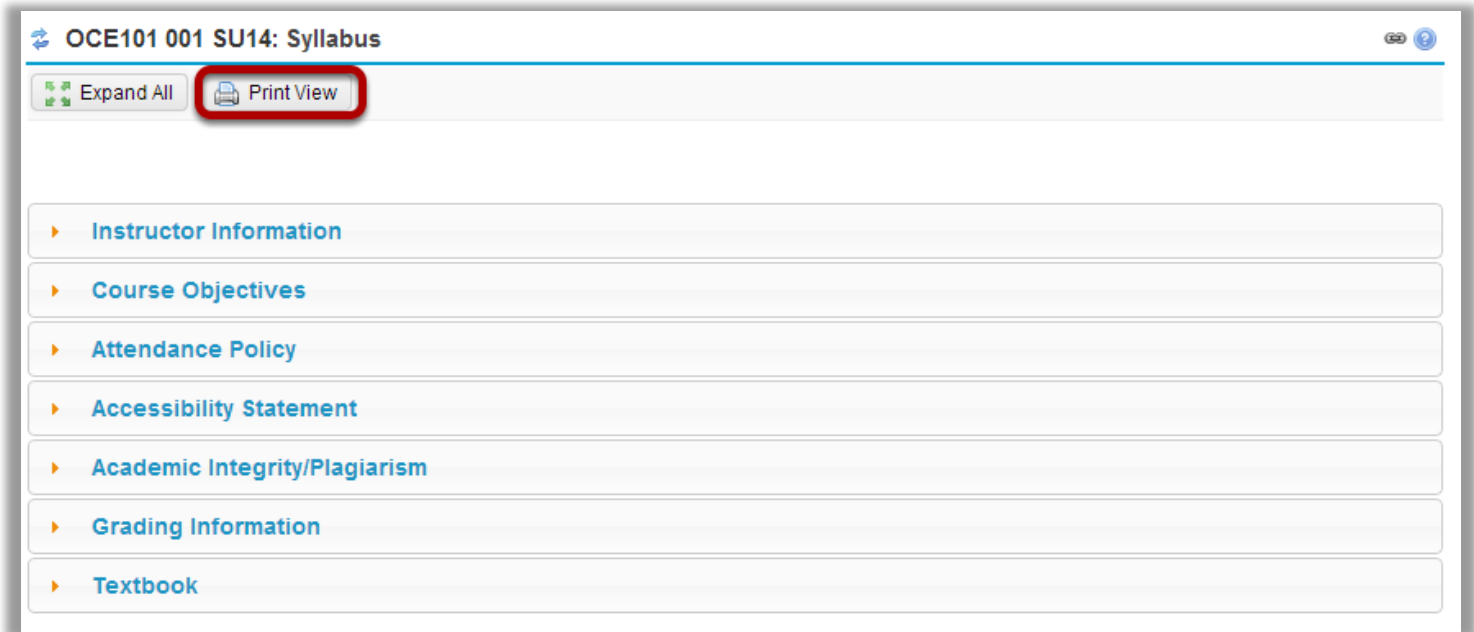 OCE101 001 SU14: Syllabus
Expand All Print View
Instructor Information
Course Objectives
Attendance Policy
Accessibility Statement
Academic Integrity/Plagiarism
Grading Information
Textbook